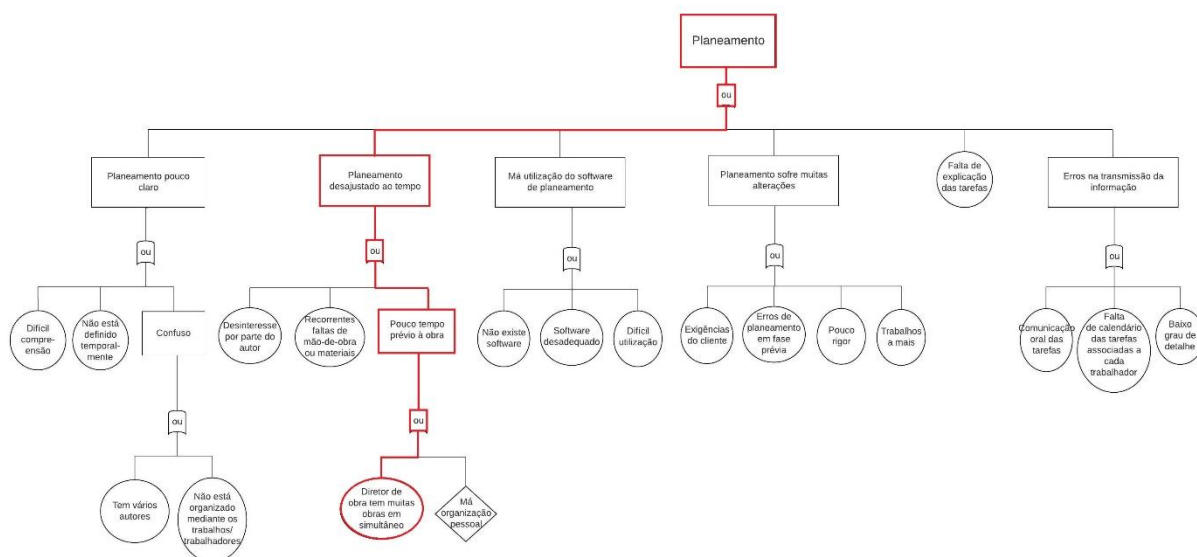 Planeamento
ou
Planeamento pouco
claro
Planeamento
desajustado ao tempo
Má utilização do software
de planeamento
Planeamento sofre muitas
alterações
Falta de
explicação
das tarefas
Erros na transmissão da
informação
ou
ou
ou
ou
ou
Difícil
compre-
ensão
Não está
definido
temporal-
mente
Confuso
Desinteresse
por parte do
autor
Recorrentes
faltas de
mão-de-obra
ou materiais
Pouco tempo
prévio à obra
Não existe
software
Software
desadequado
Difícil
utilização
Exigências
do cliente
Erros de
planeamento
em fase
prévia
Pouco
rigor
Trabalhos
a mais
Comunicação
oral das
tarefas
Falta
de calendário
das tarefas
associadas a
cada
trabalhador
Baixo
grau de
detalhe
ou
ou
Tem vários
autores
Não está
organizado
mediante os
trabalhos/
trabalhadores
Diretor de
obra tem muitas
obras em
simultâneo
Má
organização
pessoal